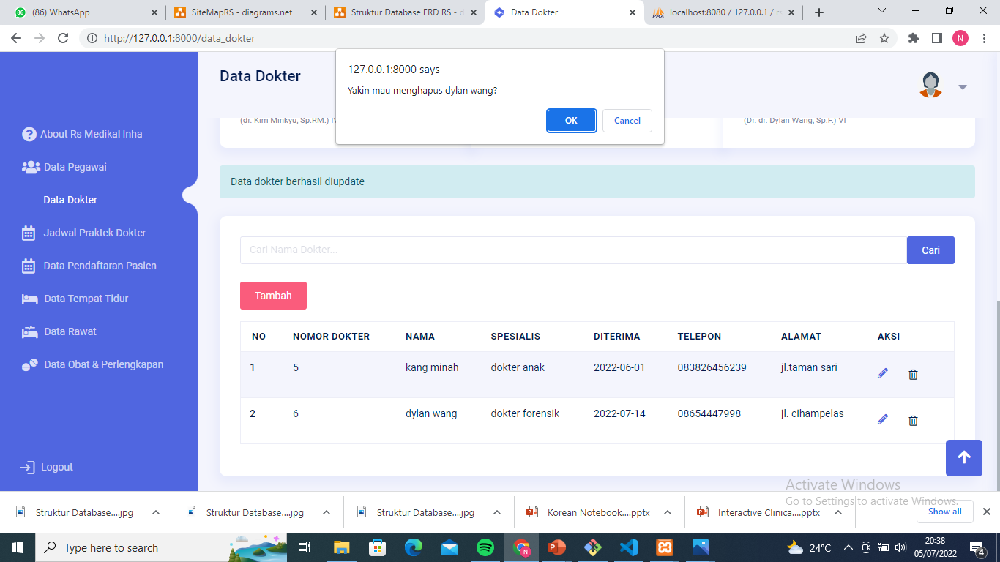 (86) WhatsApp
SiteMapRS - diagrams.net
Struktur Database ERD RS - d
Data Dokter
localhost:8080 / 127.0.0.1 / rs
http://127.0.0.1:8000/data_dokter
N
127.0.0.1:8000 says
Yakin mau menghapus dylan wang?
OK
Cancel
Data Dokter
(dr. Kim Minkyu, Sp.RM.)
(Dr. dr. Dylan Wang, Sp.F.) VI
About Rs Medikal Inha
Data Pegawai
Data Dokter
Jadwal Praktek Dokter
Data Pendaftaran Pasien
Data Tempat Tidur
Data Rawat
Data Obat & Perlengkapan
Logout
Data dokter berhasil diupdate
Cari Nama Dokter...
Cari
Tambah
NO NOMOR DOKTER NAMA SPESIALIS DITERIMA TELEPON ALAMAT AKSI
1 5 kang minah dokter anak 2022-06-01 083826456239 jl.taman sari
2 6 dylan wang dokter forensik 2022-07-14 08654447998 jl. cihampelas
Activate Windows
Go to Settings to activate Windows.
Struktur Database....jpg
Struktur Database....jpg
Struktur Database....jpg
Korean Notebook....pptx
Interactive Clinica....pptx
Show all
Type here to search
24°C
20:38
05/07/2022
4